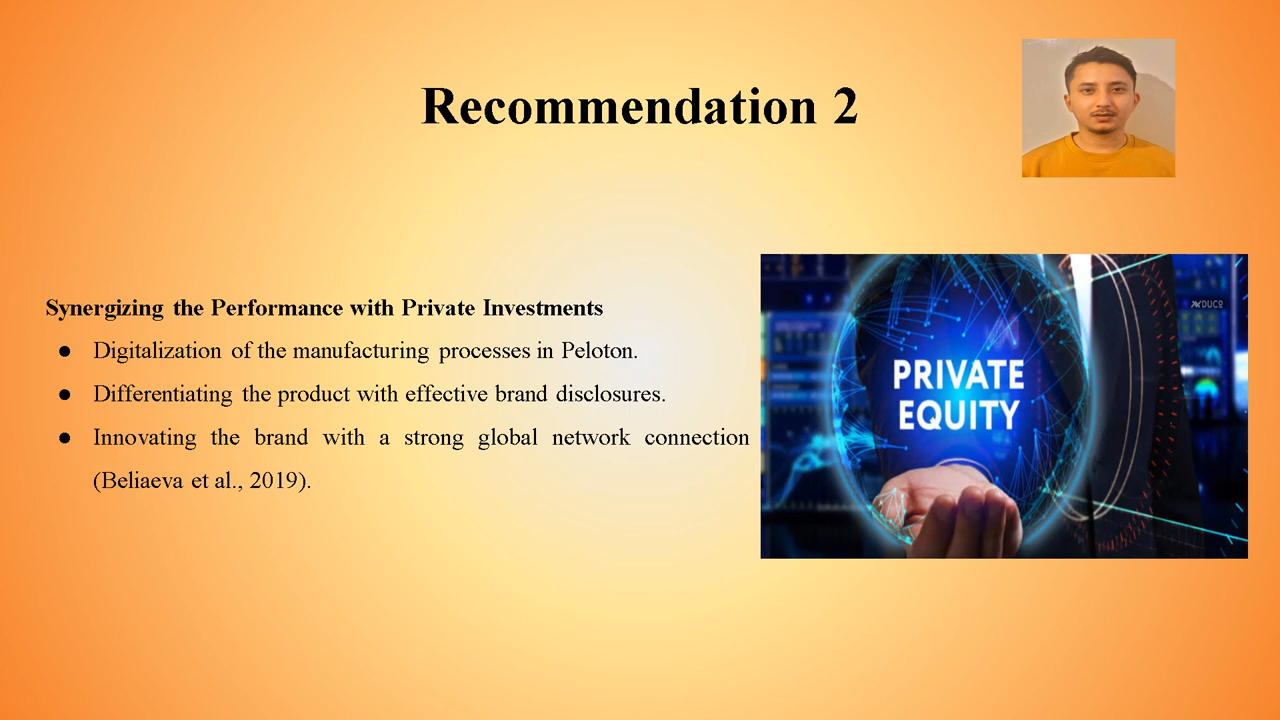 Recommendation 2
Synergizing the Performance with Private Investments
● Digitalization of the manufacturing processes in Peloton.
● Differentiating the product with effective brand disclosures.
● Innovating the brand with a strong global network connection
(Beliaeva et al., 2019).
DUCO
PRIVATE
EQUITY